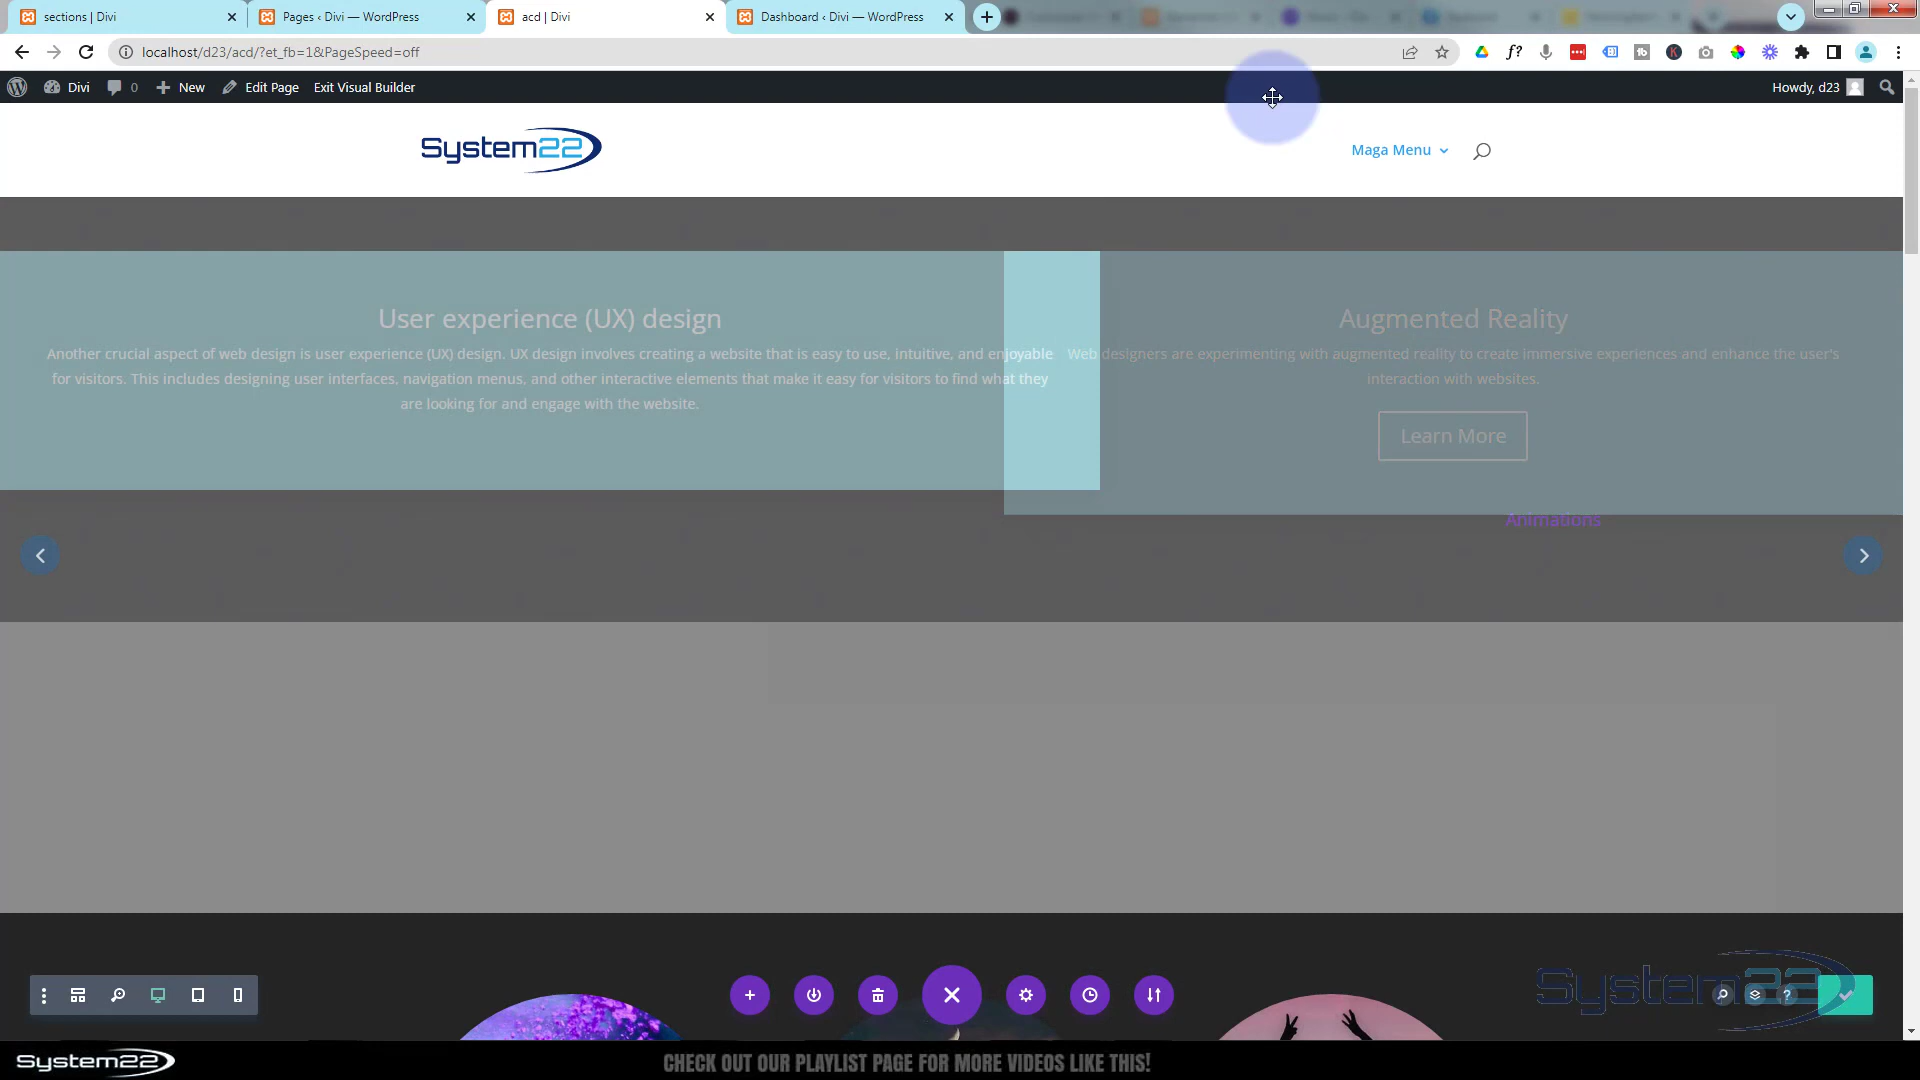 sections | Divi
Pages ‹ Divi — WordPress
acd | Divi
Dashboard ‹ Divi — WordPress
localhost/d23/acd/?et_fb=1&PageSpeed=off
Divi
0
New
Edit Page
Exit Visual Builder
Howdy, d23
System22
Maga Menu
User experience (UX) design
Another crucial aspect of web design is user experience (UX) design. UX design involves creating a website that is easy to use, intuitive, and enjoyable
for visitors. This includes designing user interfaces, navigation menus, and other interactive elements that make it easy for visitors to find what they
are looking for and engage with the website.
Augmented Reality
Web designers are experimenting with augmented reality to create immersive experiences and enhance the user's
interaction with websites.
Learn More
Animations
System22
System22
CHECK OUT OUR PLAYLIST PAGE FOR MORE VIDEOS LIKE THIS!